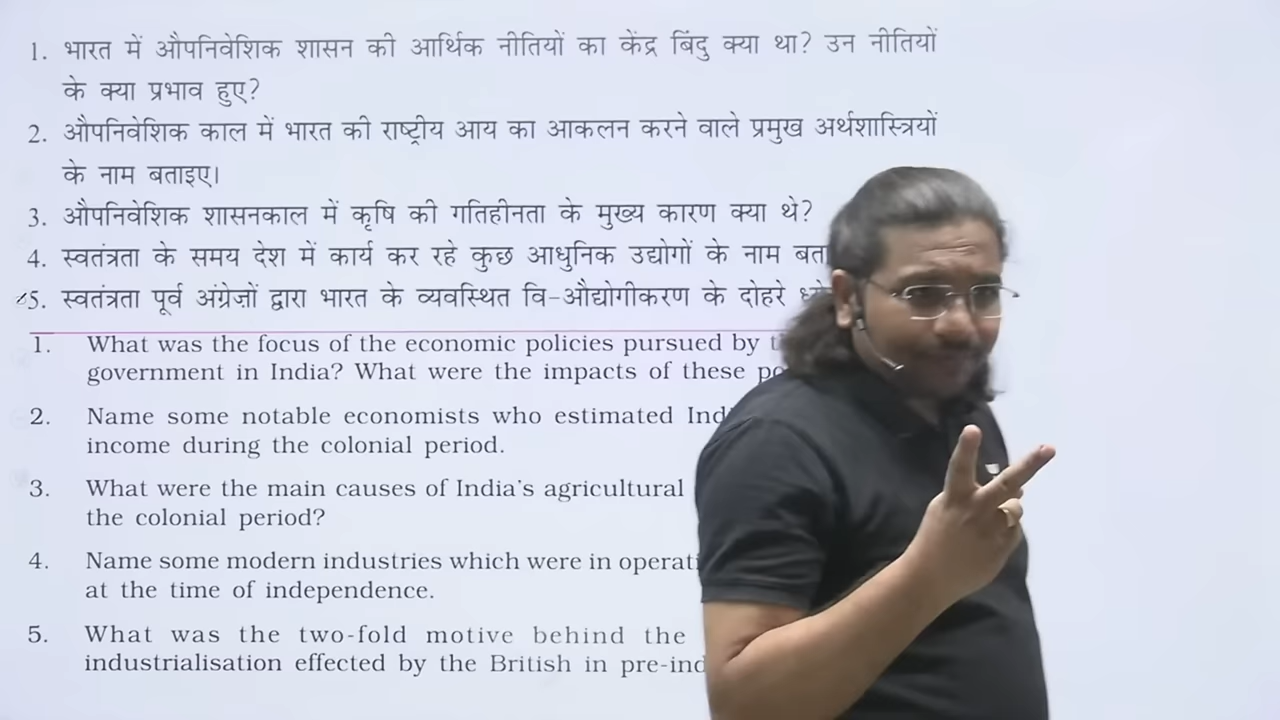 1. भारत में औपनिवेशिक शासन की आर्थिक नीतियों का केंद्र बिंदु क्या था? उन नीतियों
के क्या प्रभाव हुए?
2. औपनिवेशिक काल में भारत की राष्ट्रीय आय का आकलन करने वाले प्रमुख अर्थशास्त्रियों
के नाम बताइए।
3. औपनिवेशिक शासनकाल में कृषि की गतिहीनता के मुख्य कारण क्या थे?
4. स्वतंत्रता के समय देश में कार्य कर रहे कुछ आधुनिक उद्योगों के नाम
5. स्वतंत्रता पूर्व अंग्रेज़ों द्वारा भारत के व्यवस्थित वि-औद्योगीकरण के दोहरे
1. What was the focus of the economic policies pursued by
government in India? What were the impacts of these
2. Name some notable economists who estimated
income during the colonial period.
3. What were the main causes of India's agricultural
the colonial period?
4. Name some modern industries which were in
at the time of independence.
5. What was the two-fold motive behind the
industrialisation effected by the British in